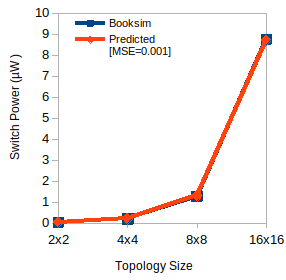 10
9
8
7
6
5
4
3
2
1
0
Switch Power (µW )
Booksim
Predicted
[MSE=0.001]
2x2
4x4
8x8
16x16
Topology Size